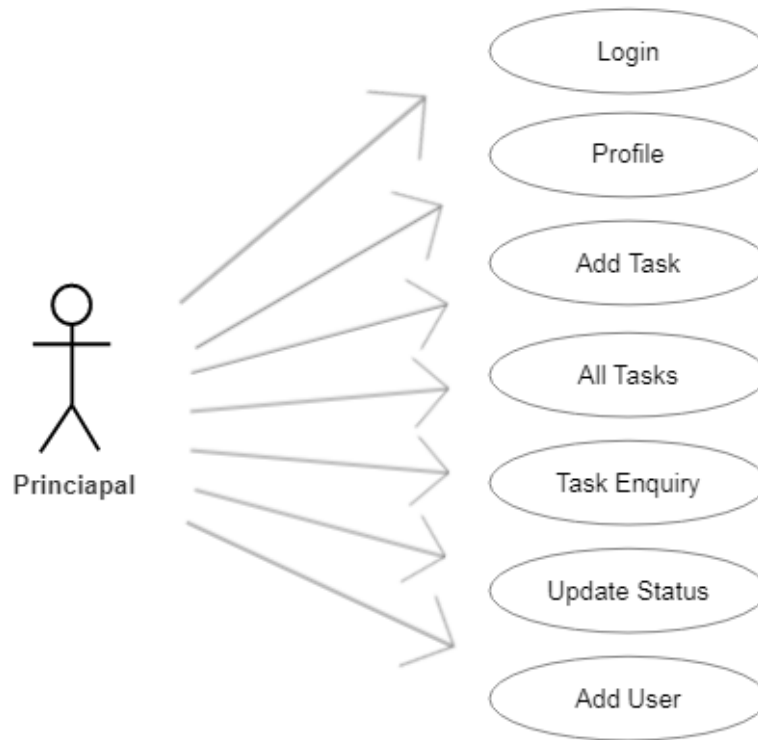 Login
Profile
Add Task
All Tasks
Princiapal
Task Enquiry
Update Status
Add User